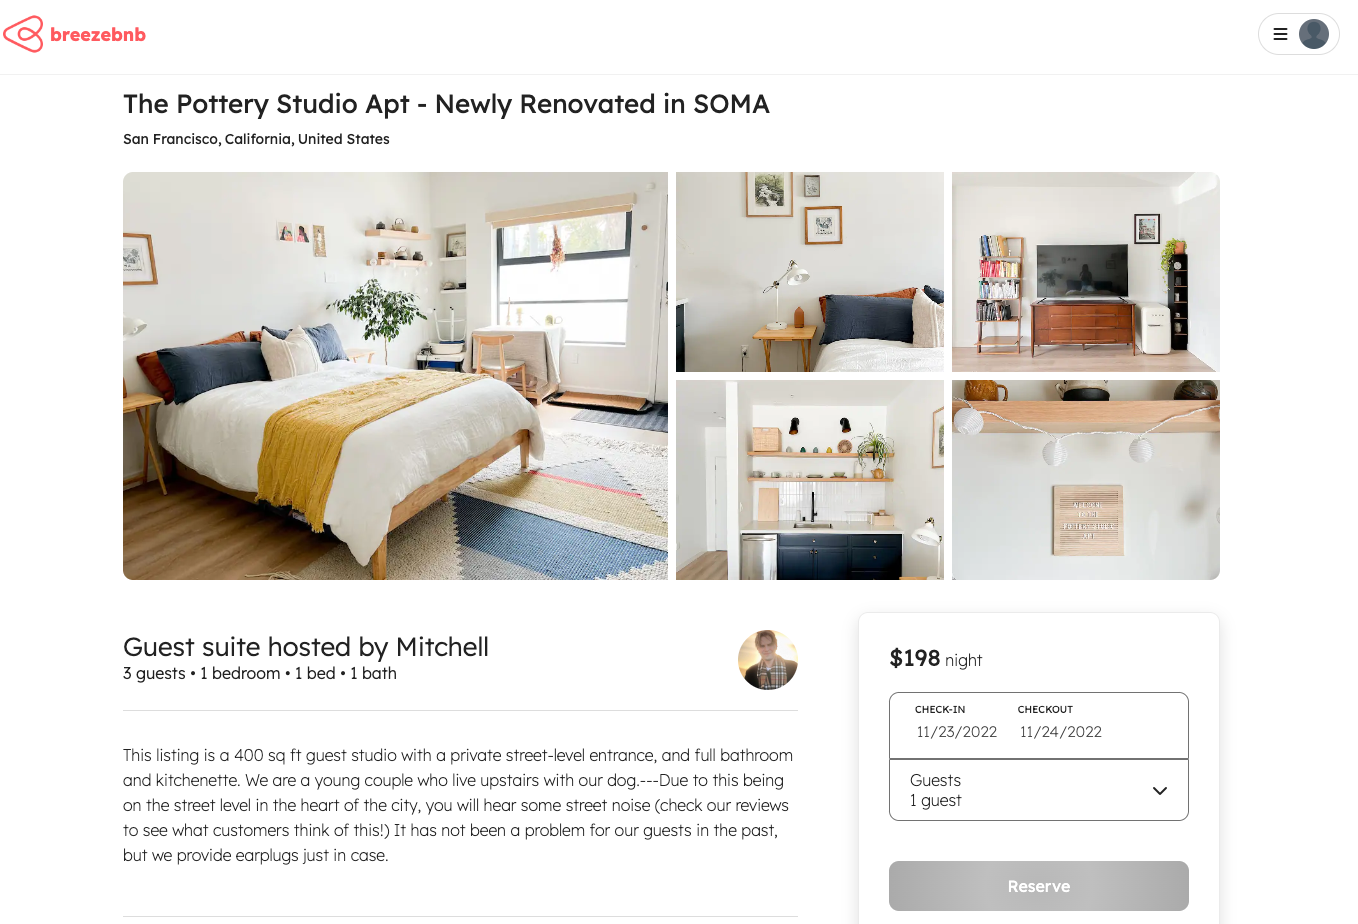 breezebnb
The Pottery Studio Apt - Newly Renovated in SOMA
San Francisco, California, United States
Guest suite hosted by Mitchell
3 guests • 1 bedroom • 1 bed • 1 bath
This listing is a 400 sq ft guest studio with a private street-level entrance, and full bathroom
and kitchenette. We are a young couple who live upstairs with our dog.---Due to this being
on the street level in the heart of the city, you will hear some street noise (check our reviews
to see what customers think of this!) It has not been a problem for our guests in the past,
but we provide earplugs just in case.
$198 night
CHECK-IN CHECKOUT
11/23/2022 11/24/2022
Guests
1 guest
Reserve